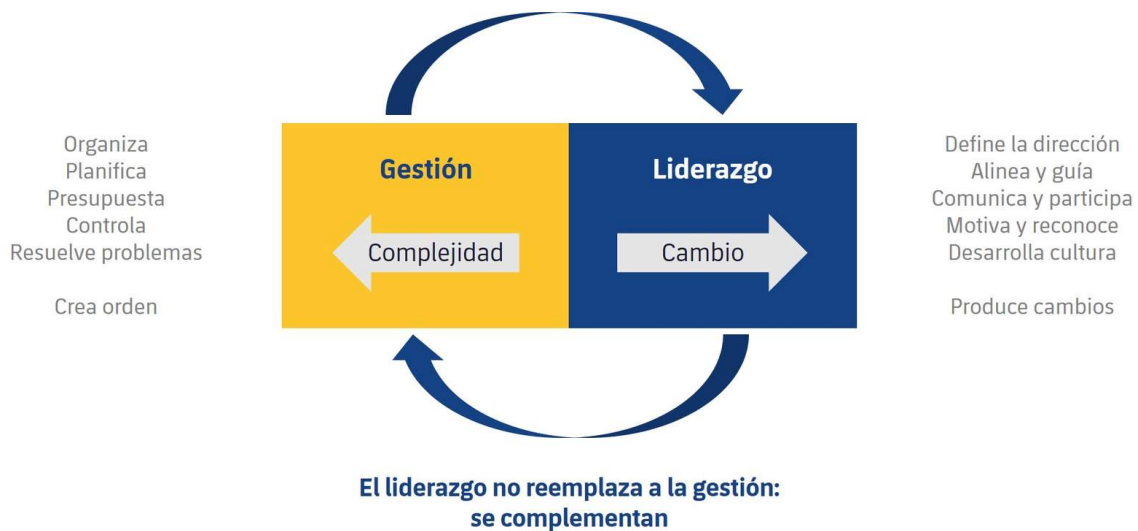 Organiza
Planifica
Presupuesta
Controla
Resuelve problemas
Crea orden
Gestión
Complejidad
Liderazgo
Cambio
Define la dirección
Alinea y guía
Comunica y participa
Motiva y reconoce
Desarrolla cultura
Produce cambios
El liderazgo no reemplaza a la gestión:
se complementan